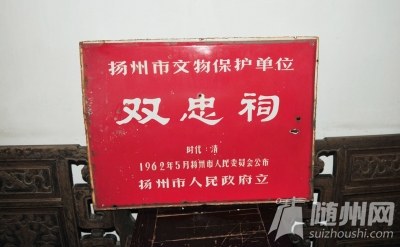 扬州市文物保护单位
双忠祠
时代:清
1962年5月扬州市人民委员会公布
扬州市人民政府立
随州网
suizhoushi.com